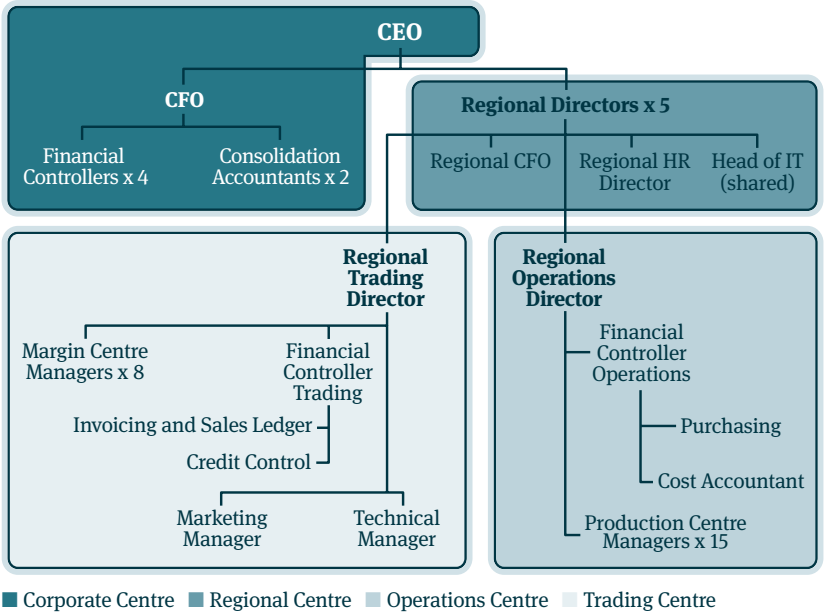 CEO
CFO
Financial
Controllers x 4
Consolidation
Accountants x 2
Regional Directors x 5
Regional CFO
Regional HR
Director
Head of IT
(shared)
Regional
Trading
Director
Margin Centre
Managers x 8
Financial
Controller
Trading
Invoicing and Sales Ledger
Credit Control
Marketing
Manager
Technical
Manager
Regional
Operations
Director
Financial
Controller
Operations
Purchasing
Cost Accountant
Production Centre
Managers x 15
Corporate Centre Regional Centre Operations Centre Trading Centre